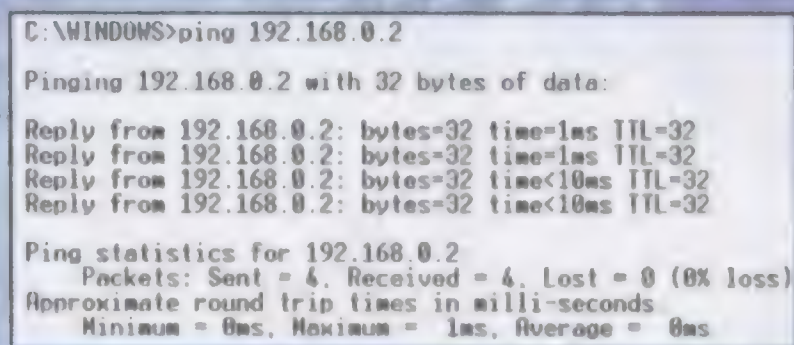 C:\WINDOWS>ping 192.168.0.2
Pinging 192.168.0.2 with 32 bytes of data:
Reply from 192.168.0.2: bytes=32 time=1ms TTL=32
Reply from 192.168.0.2: bytes=32 time=1ms TTL=32
Reply from 192.168.0.2: bytes=32 time<10ms TTL=32
Reply from 192.168.0.2: bytes=32 time<10ms TTL=32
Ping statistics for 192.168.0.2
Packets: Sent = 4, Received = 4, Lost = 0 (0% loss)
Approximate round trip times in milli-seconds
Minimum = 0ms, Maximum = 1ms, Average = 0ms